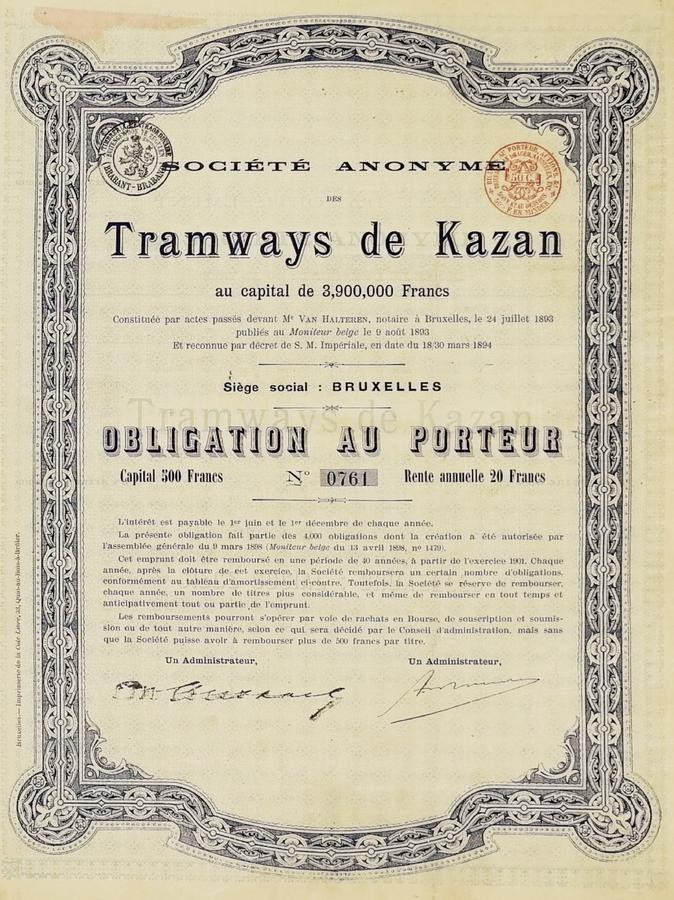 SOCIÉTÉ ANONYME
DES
Tramways de Kazan
au capital de 3,900,000 Francs
Constituée par actes passés devant Me VAN HALTEREN, notaire à Bruxelles, le 24 juillet 1893
publiés au Moniteur belge le 9 août 1893
Et reconnue par décret de S. M. Impériale, en date du 18/30 mars 1894
Siège social : BRUXELLES
OBLIGATION AU PORTEUR
Capital 500 Francs No 0761 Rente annuelle 20 Francs
L'intérêt est payable le 1er juin et le 1er décembre de chaque année.
La présente obligation fait partie des 4,000 obligations dont la création a été autorisée par
l'assemblée générale du 9 mars 1898 (Moniteur belge du 13 avril 1898, no 1479).
Cet emprunt doit être remboursé en une période de 40 années, à partir de l'exercice 1901. Chaque
année, après la clôture de cet exercice, la Société remboursera un certain nombre d'obligations,
conformément au tableau d'amortissement ci-contre. Toutefois, la Société se réserve de rembourser,
chaque année, un nombre de titres plus considérable, et même de rembourser en tout temps et
anticipativement tout ou partie de l'emprunt.
Les remboursements pourront s'opérer par voie de rachats en Bourse, de souscription et soumis-
sion ou de tout autre manière, selon ce qui sera décidé par le Conseil d'administration, mais sans
que la Société puisse avoir à rembourser plus de 500 francs par titre.
Un Administrateur, Un Administrateur,
BRABANT-BRABANT
Tramways de Kazan
Bruxelles.— Imprimerie de la